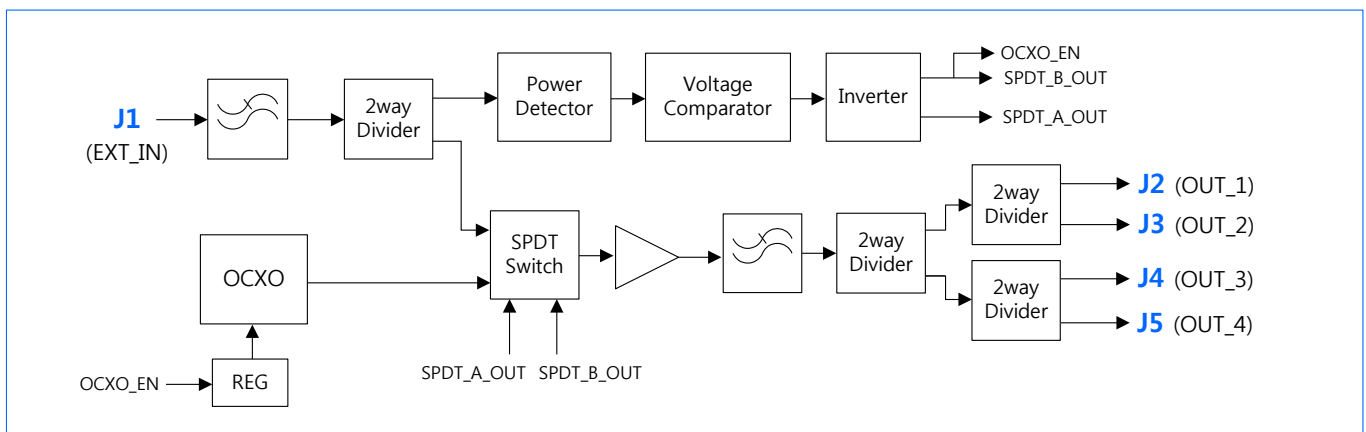 J1
(EXT_IN)
2way
Divider
Power
Detector
Voltage
Comparator
Inverter
OCXO_EN
SPDT_B_OUT
SPDT_A_OUT
OCXO
OCXO_EN
REG
SPDT
Switch
SPDT_A_OUT
SPDT_B_OUT
2way
Divider
2way
Divider
J2 (OUT_1)
J3 (OUT_2)
2way
Divider
J4 (OUT_3)
J5 (OUT_4)